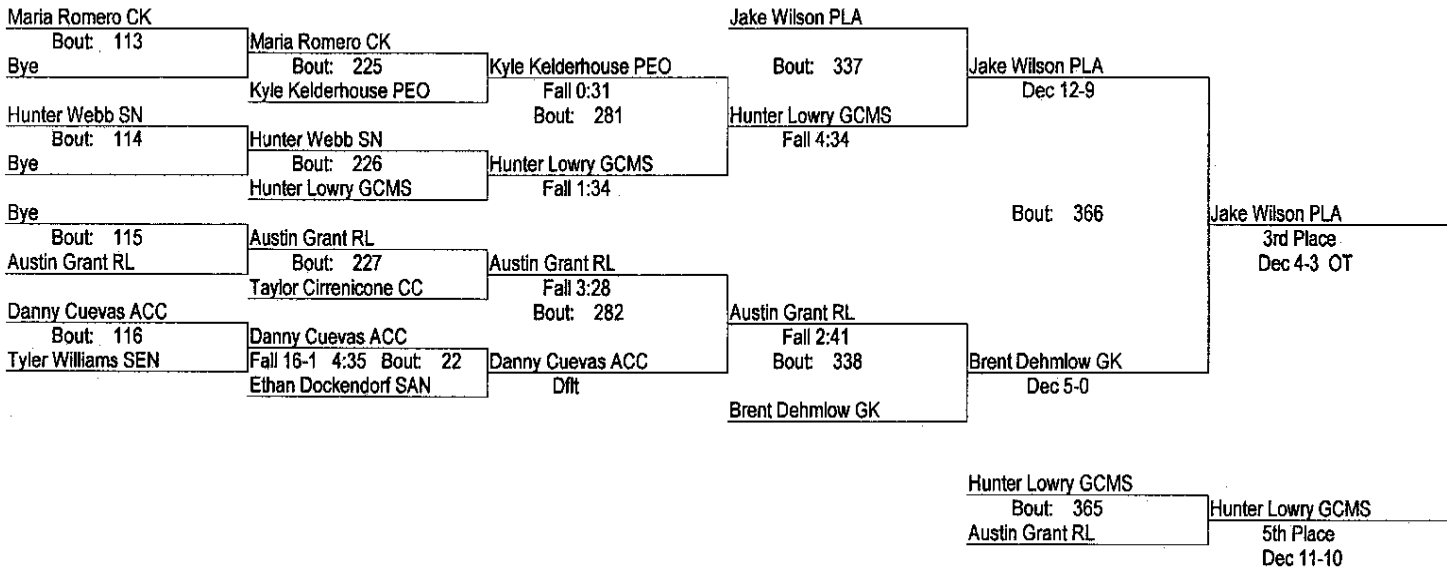 Maria Romero CK
Bout: 113
Bye
Hunter Webb SN
Bout: 114
Bye
Bye
Bout: 115
Austin Grant RL
Danny Cuevas ACC
Bout: 116
Tyler Williams SEN
Maria Romero CK
Bout: 225
Kyle Kelderhouse PEO
Hunter Webb SN
Bout: 226
Hunter Lowry GCMS
Austin Grant RL
Bout: 227
Taylor Cirrenicone CC
Danny Cuevas ACC
Fall 16-1 4:35 Bout: 22
Ethan Dockendorf SAN
Kyle Kelderhouse PEO
Fall 0:31
Bout: 281
Hunter Lowry GCMS
Fall 1:34
Austin Grant RL
Fall 3:28
Bout: 282
Danny Cuevas ACC
Dflt
Jake Wilson PLA
Bout: 337
Hunter Lowry GCMS
Fall 4:34
Austin Grant RL
Fall 2:41
Bout: 338
Brent Dehmlow GK
Jake Wilson PLA
Dec 12-9
Bout: 366
Brent Dehmlow GK
Dec 5-0
Jake Wilson PLA
3rd Place
Dec 4-3 OT
Hunter Lowry GCMS
Bout: 365
Austin Grant RL
Hunter Lowry GCMS
5th Place
Dec 11-10